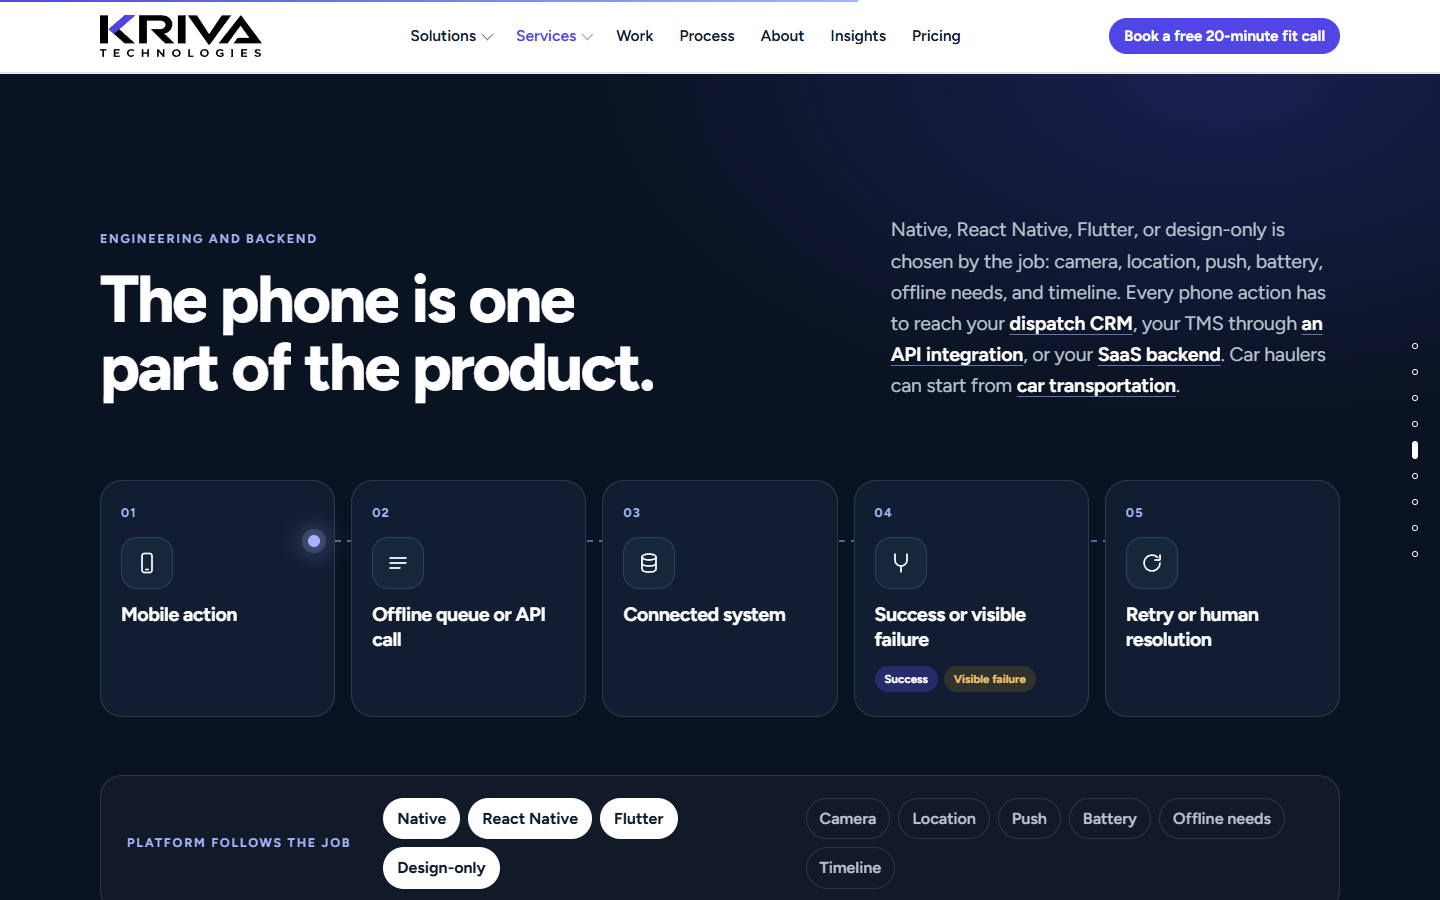 KRIVA
TECHNOLOGIES
Solutions
Services
Work
Process
About
Insights
Pricing
Book a free 20-minute fit call
ENGINEERING AND BACKEND
The phone is one
part of the product.
Native, React Native, Flutter, or design-only is
chosen by the job: camera, location, push, battery,
offline needs, and timeline. Every phone action has
to reach your dispatch CRM, your TMS through an
API integration, or your SaaS backend. Car haulers
can start from car transportation.
01
Mobile action
02
Offline queue or API
call
03
Connected system
04
Success or visible
failure
Success
Visible failure
05
Retry or human
resolution
PLATFORM FOLLOWS THE JOB
Native
React Native
Flutter
Design-only
Camera
Location
Push
Battery
Offline needs
Timeline